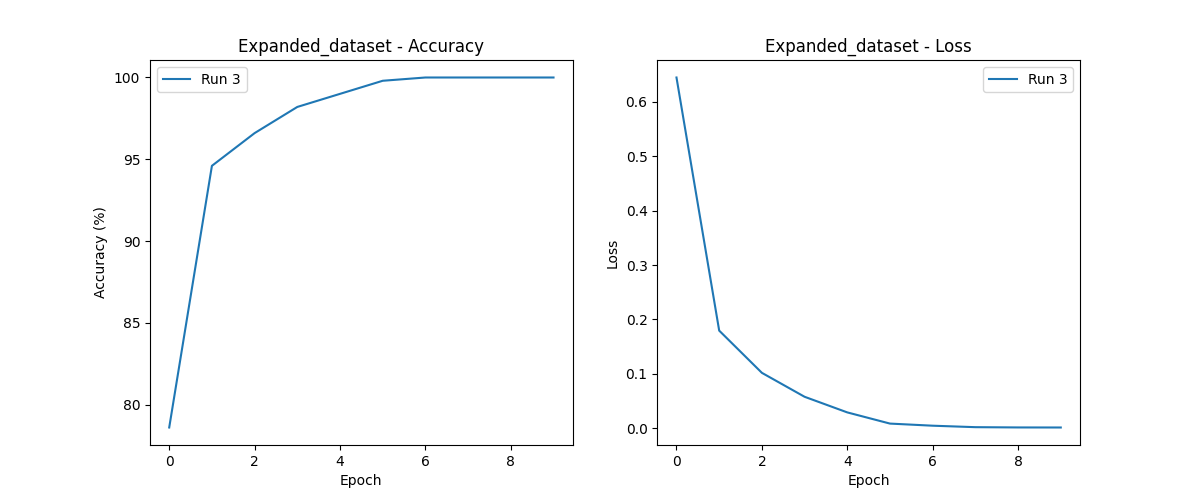 Expanded_dataset - Accuracy
Run 3
100
95
90
85
80
Accuracy (%)
0 2 4 6 8
Epoch
Expanded_dataset - Loss
Run 3
0.6
0.5
0.4
0.3
0.2
0.1
0.0
Loss
0 2 4 6 8
Epoch